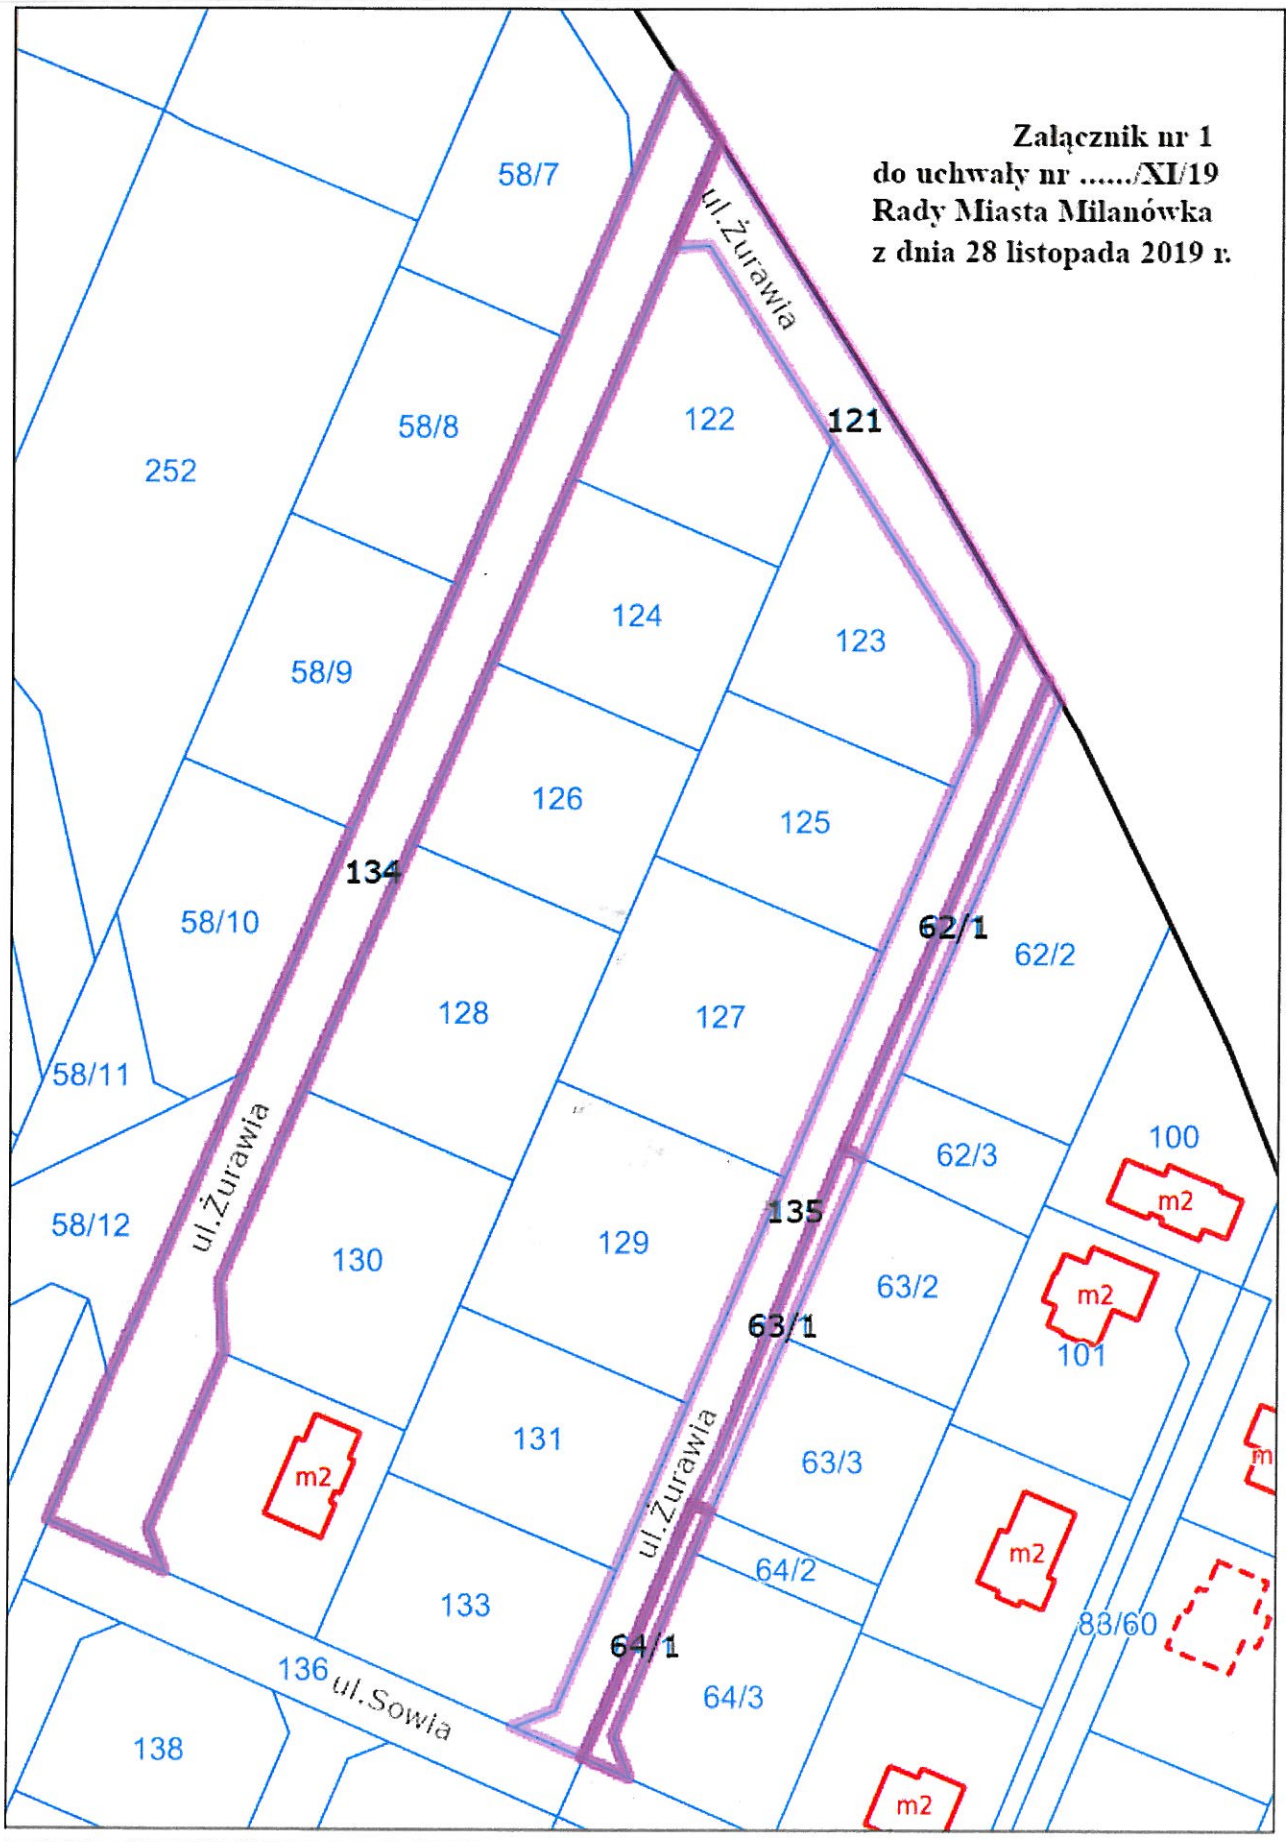 Załącznik nr 1
do uchwały nr ....../XI/19
Rady Miasta Milanówka
z dnia 28 listopada 2019 r.
58/7
ul.Żurawia
58/8
122
121
252
124
123
58/9
126
125
134
58/10
62/1
62/2
128
127
58/11
100
62/3
ul.Żurawia
m2
135
58/12
129
130
63/2
m2
63/1
101
131
63/3
m
m2
ul.Żurawia
m2
64/2
133
83/60
64/1
136
ul.Sowia
64/3
138
m2